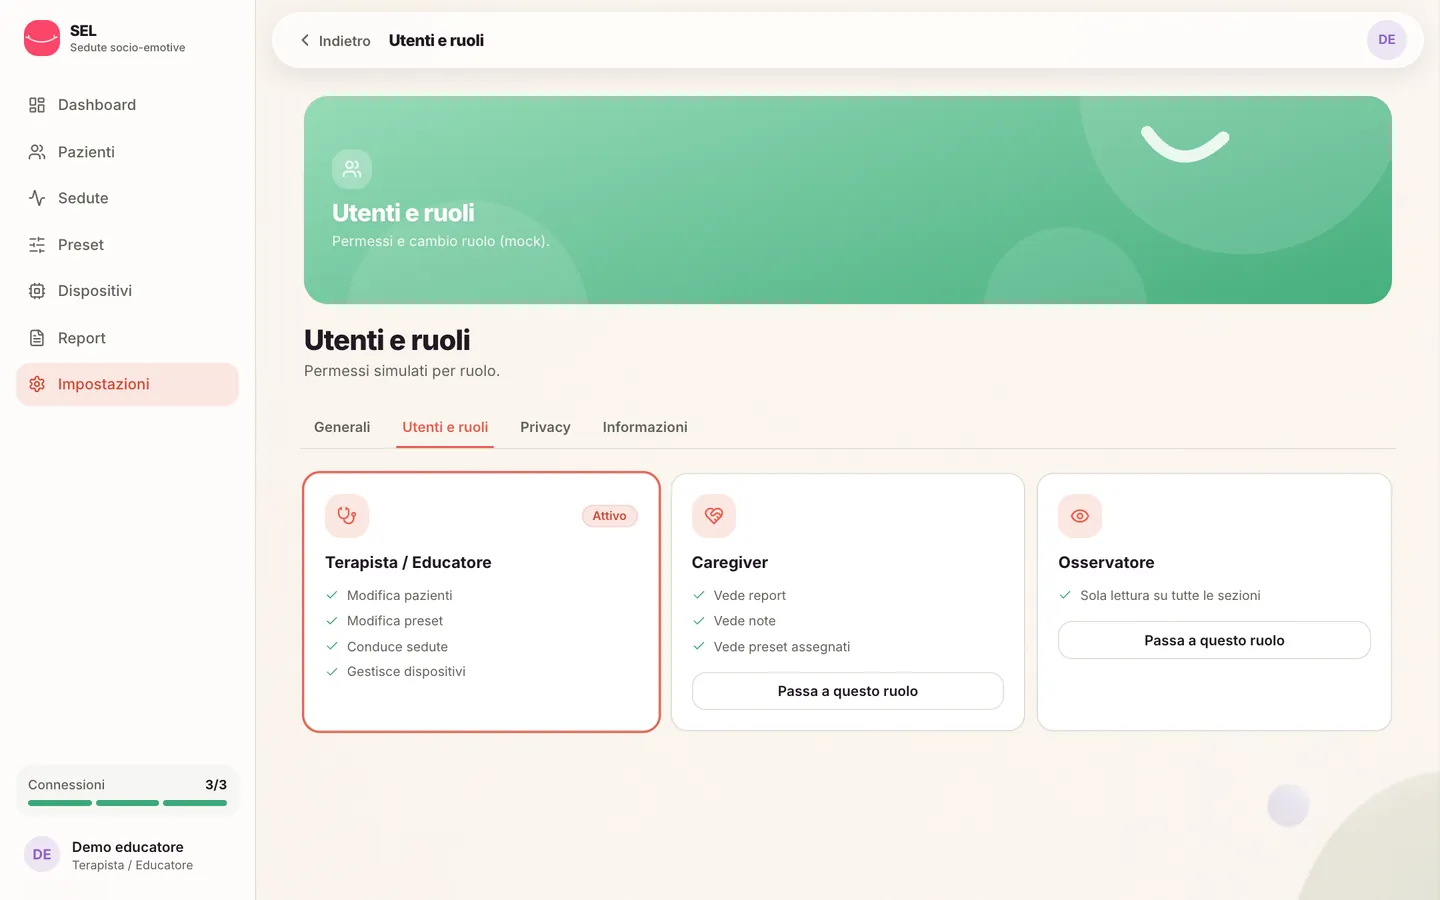 SEL
Sedute socio-emotive
Dashboard
Pazienti
Sedute
Preset
Dispositivi
Report
Impostazioni
Connessioni 3/3
DE
Demo educatore
Terapista / Educatore
Indietro Utenti e ruoli DE
Utenti e ruoli
Permessi e cambio ruolo (mock).
Utenti e ruoli
Permessi simulati per ruolo.
Generali Utenti e ruoli Privacy Informazioni
Attivo
Terapista / Educatore
Modifica pazienti
Modifica preset
Conduce sedute
Gestisce dispositivi
Caregiver
Vede report
Vede note
Vede preset assegnati
Passa a questo ruolo
Osservatore
Sola lettura su tutte le sezioni
Passa a questo ruolo